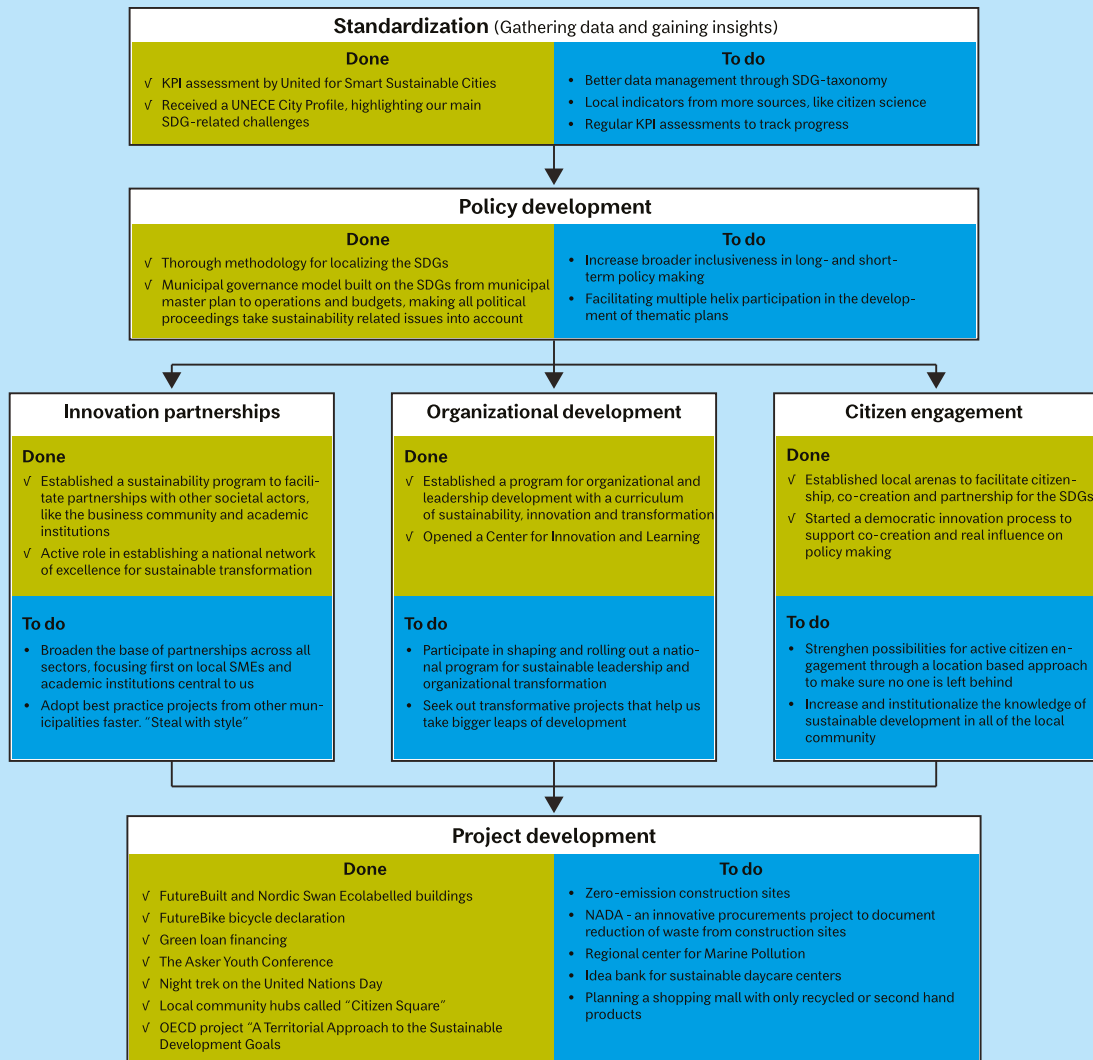 Standardization (Gathering data and gaining insights)
Done
√ KPI assessment by United for Smart Sustainable Cities
√ Received a UNECE City Profile, highlighting our main
SDG-related challenges
To do
• Better data management through SDG-taxonomy
• Local indicators from more sources, like citizen science
• Regular KPI assessments to track progress
Policy development
Done
√ Thorough methodology for localizing the SDGs
√ Municipal governance model built on the SDGs from municipal
master plan to operations and budgets, making all political
proceedings take sustainability related issues into account
To do
• Increase broader inclusiveness in long- and short-
term policy making
• Facilitating multiple helix participation in the develop-
ment of thematic plans
Innovation partnerships
Done
√ Established a sustainability program to facili-
tate partnerships with other societal actors,
like the business community and academic
institutions
√ Active role in establishing a national network
of excellence for sustainable transformation
To do
• Broaden the base of partnerships across all
sectors, focusing first on local SMEs and
academic institutions central to us
• Adopt best practice projects from other mun-
icipalities faster. “Steal with style”
Organizational development
Done
√ Established a program for organizational and
leadership development with a curriculum
of sustainability, innovation and transformation
√ Opened a Center for Innovation and Learning
To do
• Participate in shaping and rolling out a natio-
nal program for sustainable leadership and
organizational transformation
• Seek out transformative projects that help us
take bigger leaps of development
Citizen engagement
Done
√ Established local arenas to facilitate citizen-
ship, co-creation and partnership for the SDGs
√ Started a democratic innovation process to
support co-creation and real influence on
policy making
To do
• Strenghen possibilities for active citizen en-
gagement through a location based approach
to make sure no one is left behind
• Increase and institutionalize the knowledge of
sustainable development in all of the local
community
Project development
Done
√ FutureBuilt and Nordic Swan Ecolabelled buildings
√ FutureBike bicycle declaration
√ Green loan financing
√ The Asker Youth Conference
√ Night trek on the United Nations Day
√ Local community hubs called “Citizen Square”
√ OECD project “A Territorial Approach to the Sustainable
Development Goals
To do
• Zero-emission construction sites
• NADA - an innovative procurements project to document
reduction of waste from construction sites
• Regional center for Marine Pollution
• Idea bank for sustainable daycare centers
• Planning a shopping mall with only recycled or second hand
products